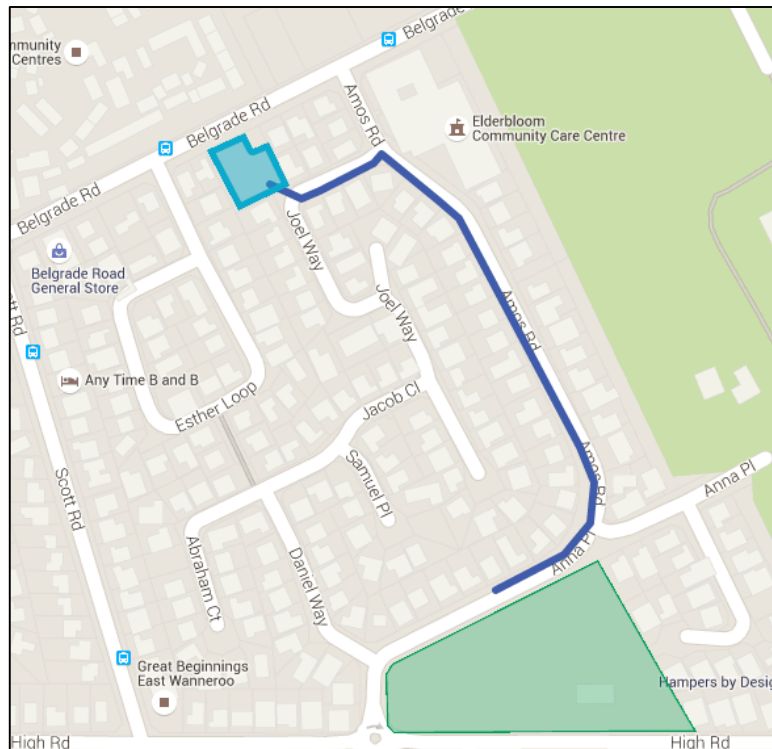 Belgrade
mmunity
Centres
Amos Rd
Belgrade Rd
Elderbloom
Community Care Centre
Belgrade Rd
Joel Way
Belgrade Road
General Store
tt Rd
Joel Way
Amos Rd
Any Time B and B
Esther Loop
Jacob Cl
Scott Rd
Samuel Pl
Amos Rd
Anna Pl
Abraham Ct
Daniel Way
Anna Pl
Great Beginnings
East Wanneroo
Hampers by Desig
High Rd
High Rd